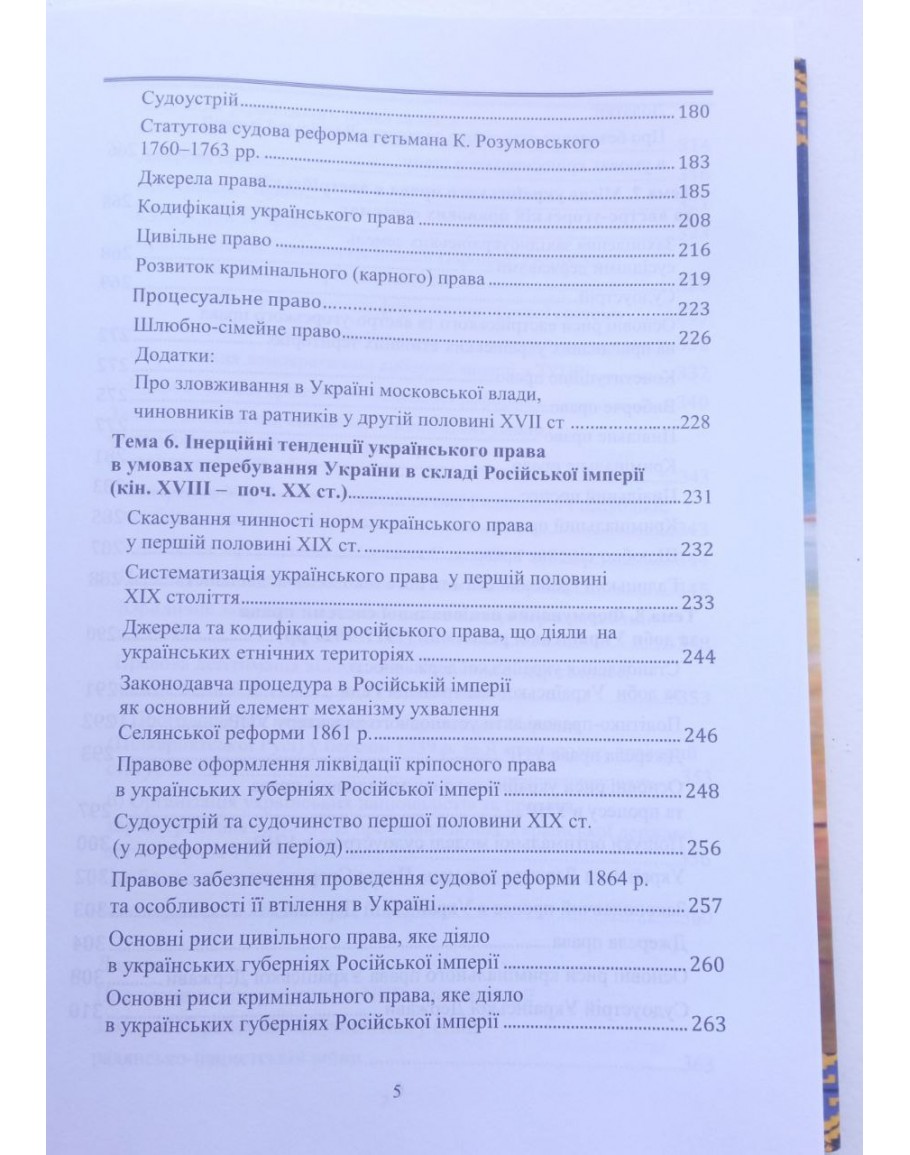 Судоустрій........180
Статутова судова реформа гетьмана К. Розумовського
1760–1763 рр. ........183
Джерела права........185
Кодифікація українського права ........208
Цивільне право ........216
Розвиток кримінального (карного) права ........219
Процесуальне право........223
Шлюбно-сімейне право........226
Додатки:
Про зловживання в Україні московської влади,
чиновників та ратників у другій половині XVII ст ........228
Тема 6. Інерційні тенденції українського права
в умовах перебування України в складі Російської імперії
(кін. XVIII – поч. XX ст.)........231
Скасування чинності норм українського права
у першій половині XIX ст. ........232
Систематизація українського права у першій половині
XIX століття........233
Джерела та кодифікація російського права, що діяли на
українських етнічних територіях ........244
Законодавча процедура в Російській імперії
як основний елемент механізму ухвалення
Селянської реформи 1861 р.........246
Правове оформлення ліквідації кріпосного права
в українських губерніях Російської імперії ........248
Судоустрій та судочинство першої половини XIX ст.
(у дореформений період)........256
Правове забезпечення проведення судової реформи 1864 р.
та особливості її втілення в Україні........257
Основні риси цивільного права, яке діяло
в українських губерніях Російської імперії ........260
Основні риси кримінального права, яке діяло
в українських губерніях Російської імперії ........263
5